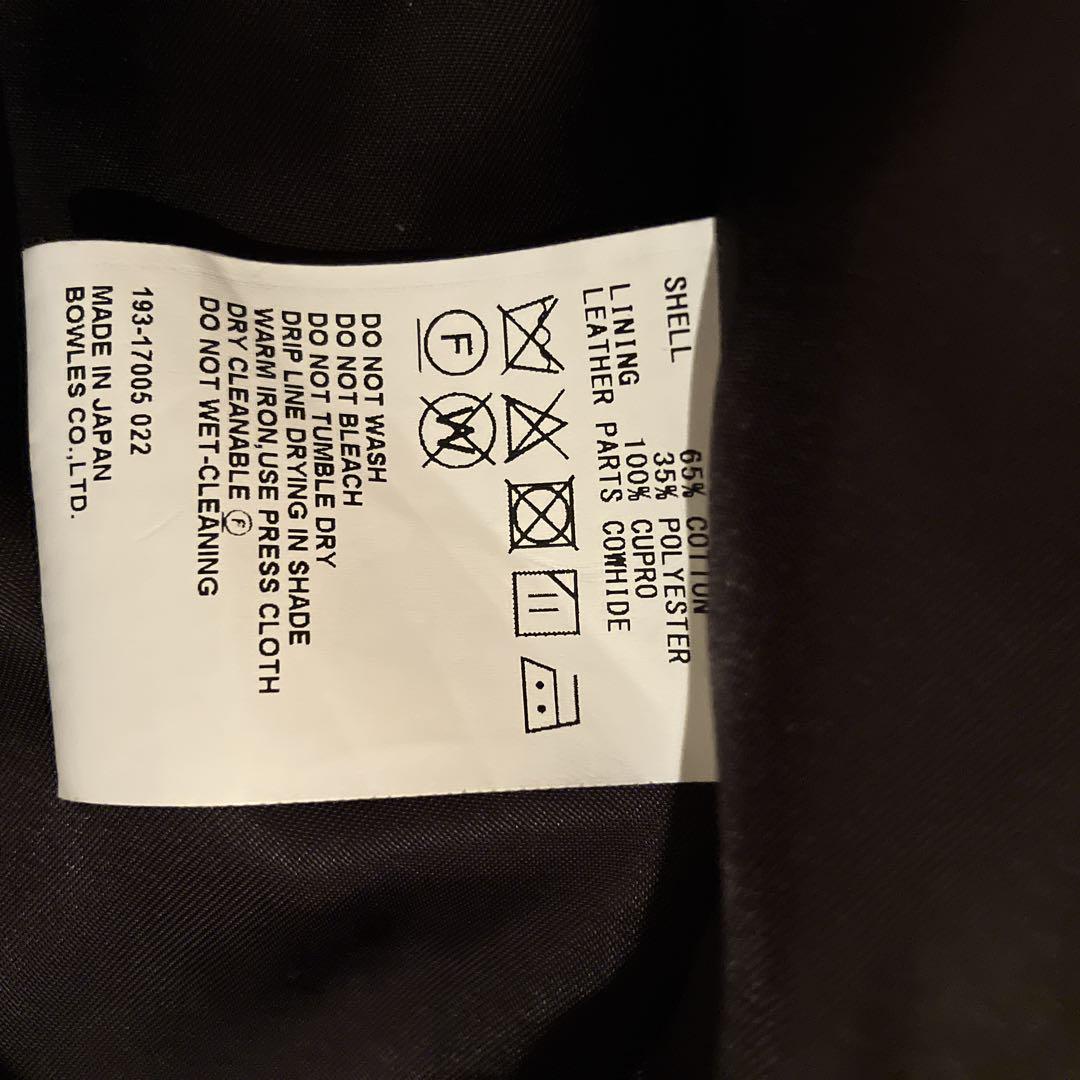 SHELL 65% COTTON
35% POLYESTER
LINING 100% CUPRO
LEATHER PARTS COWHIDE
F W
DO NOT WASH
DO NOT BLEACH
DO NOT TUMBLE DRY
DRIP LINE DRYING IN SHADE
WARM IRON,USE PRESS CLOTH
DRY CLEANABLE Ⓕ
DO NOT WET-CLEANING
193-17005 022
MADE IN JAPAN
BOWLES CO.,LTD.